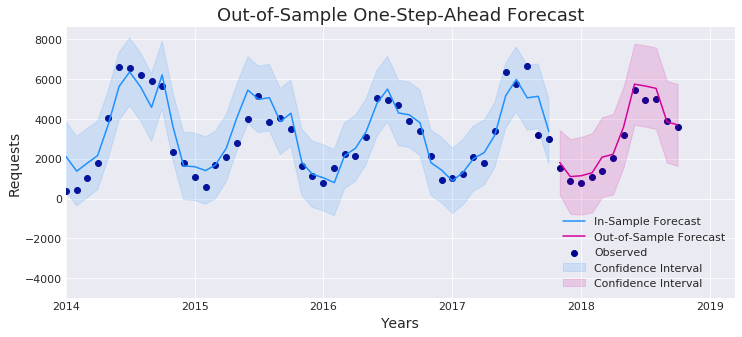 Out-of-Sample One-Step-Ahead Forecast
Requests
8000
6000
4000
2000
0
−2000
−4000
2014
2015
2016
2017
2018
2019
Years
In-Sample Forecast
Out-of-Sample Forecast
Observed
Confidence Interval
Confidence Interval